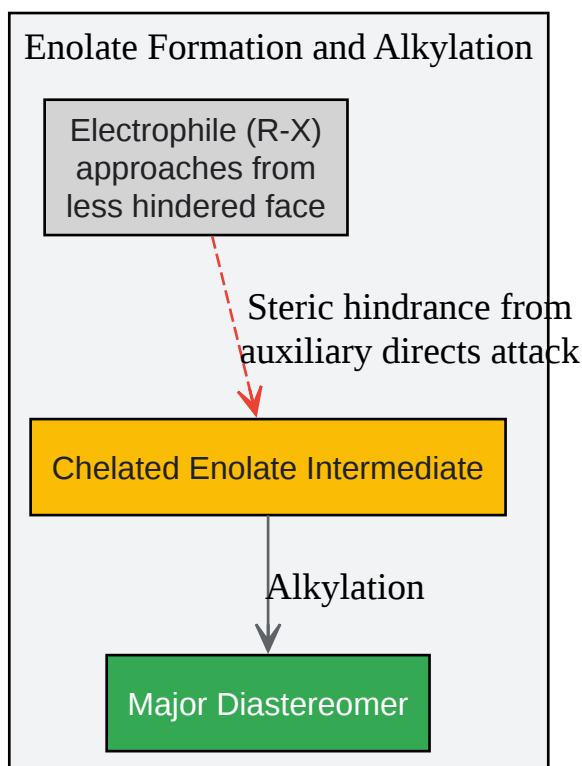 Enolate Formation and Alkylation
Electrophile (R-X)
approaches from
less hindered face
Steric hindrance from
auxiliary directs attack
Chelated Enolate Intermediate
Alkylation
Major Diastereomer